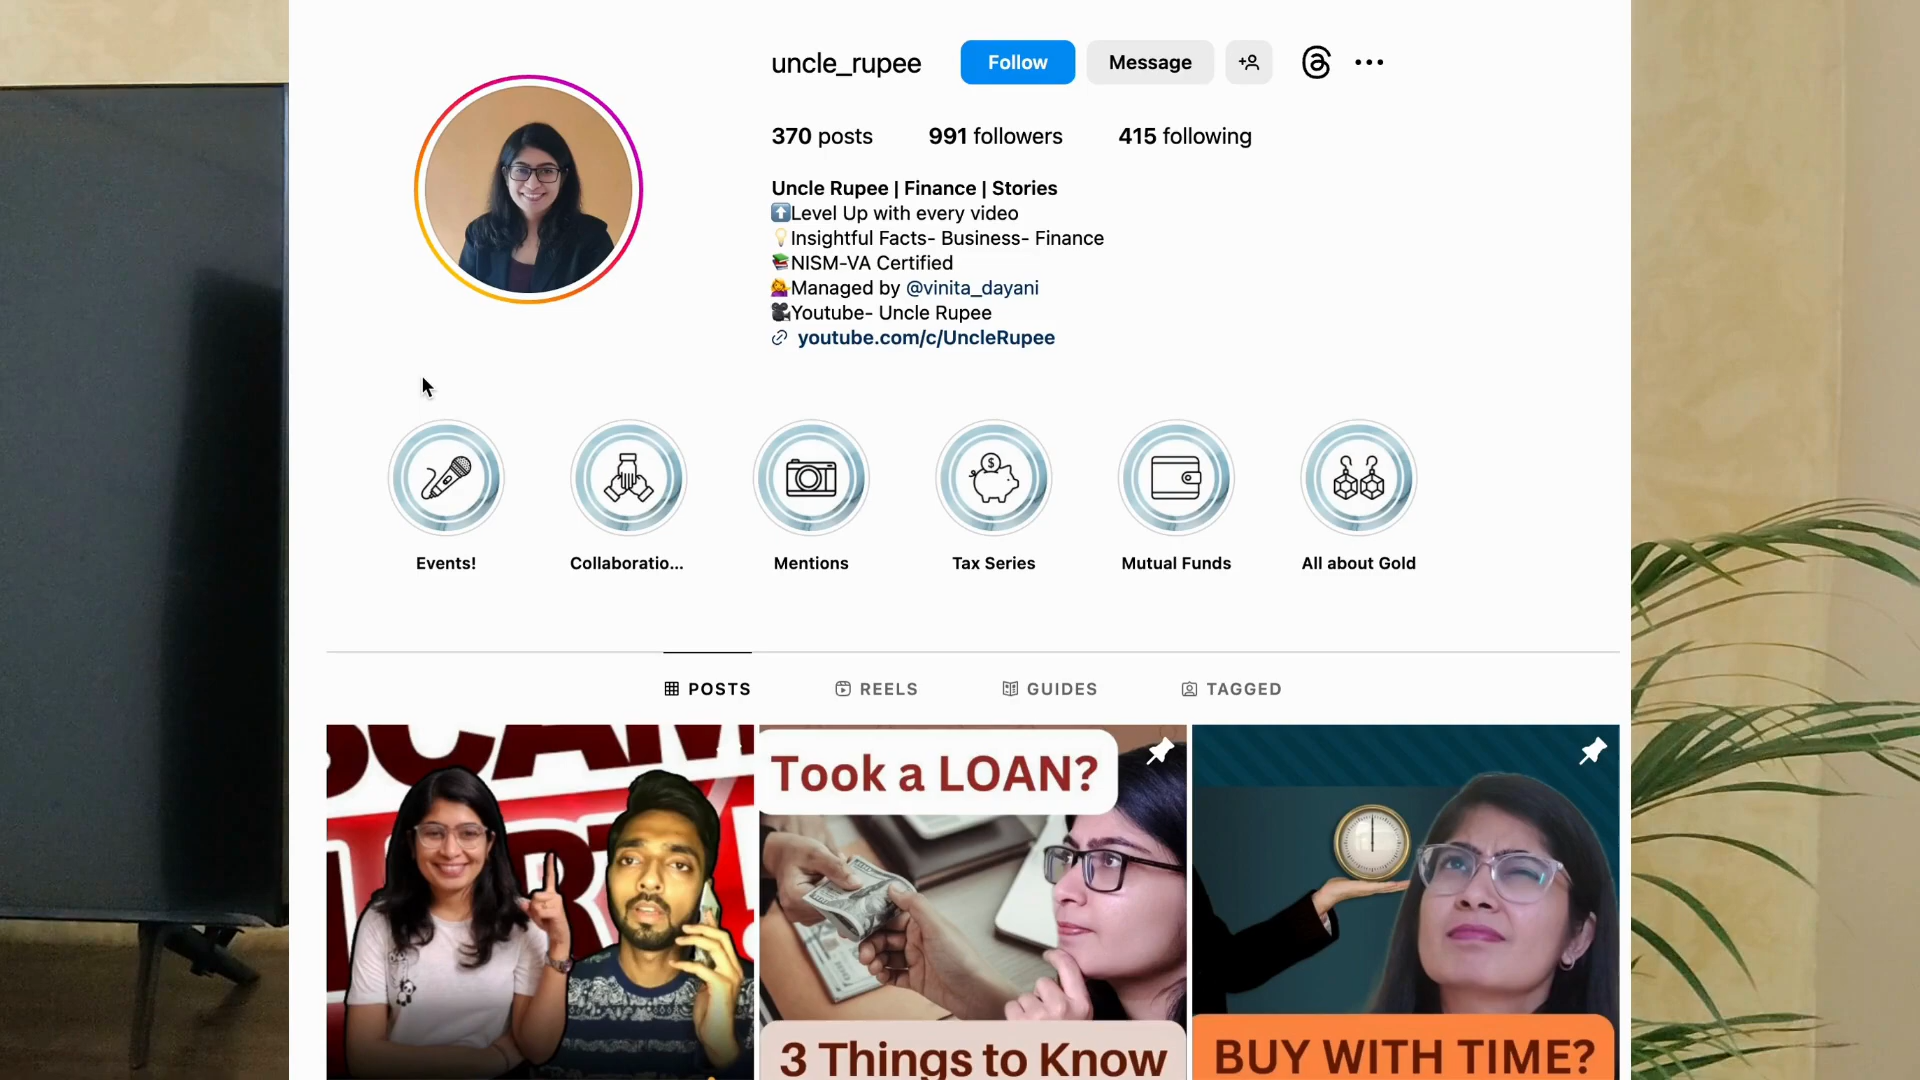 uncle_rupee Follow Message
370 posts 991 followers 415 following
Uncle Rupee | Finance | Stories
⬆️Level Up with every video
💡Insightful Facts- Business- Finance
📚NISM-VA Certified
💁‍♀️Managed by @vinita_dayani
🎥Youtube- Uncle Rupee
youtube.com/c/UncleRupee
Events! Collaboratio... Mentions Tax Series Mutual Funds All about Gold
POSTS REELS GUIDES TAGGED
SCAM
Took a LOAN?
3 Things to Know
BUY WITH TIME?